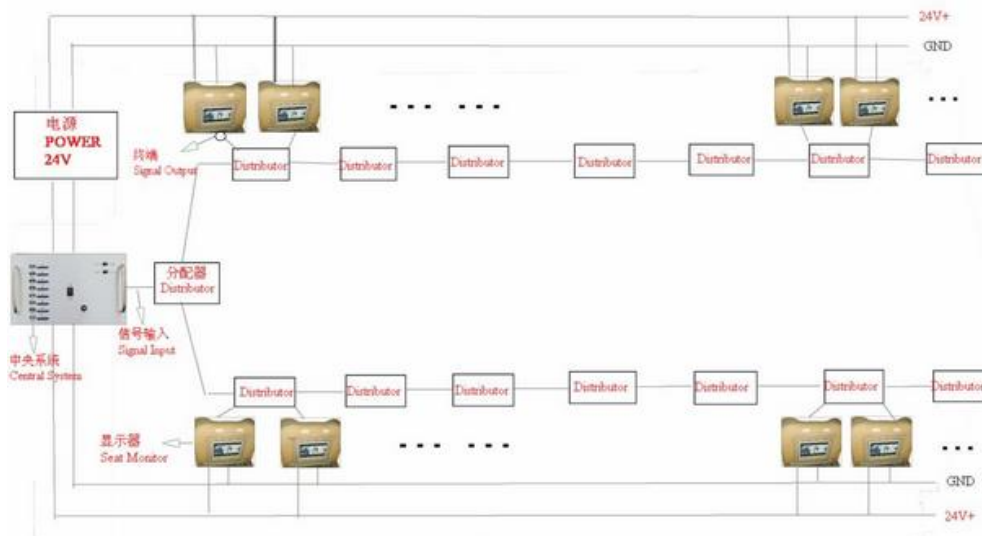 24V+
GND
电源
POWER
24V
终端
Signal Output
Distributor
Distributor
Distributor
Distributor
Distributor
Distributor
Distributor
分配器
Distributor
信号输入
Signal Input
中央系统
Central System
Distributor
Distributor
Distributor
Distributor
Distributor
Distributor
Distributor
显示器
Seat Monitor
GND
24V+